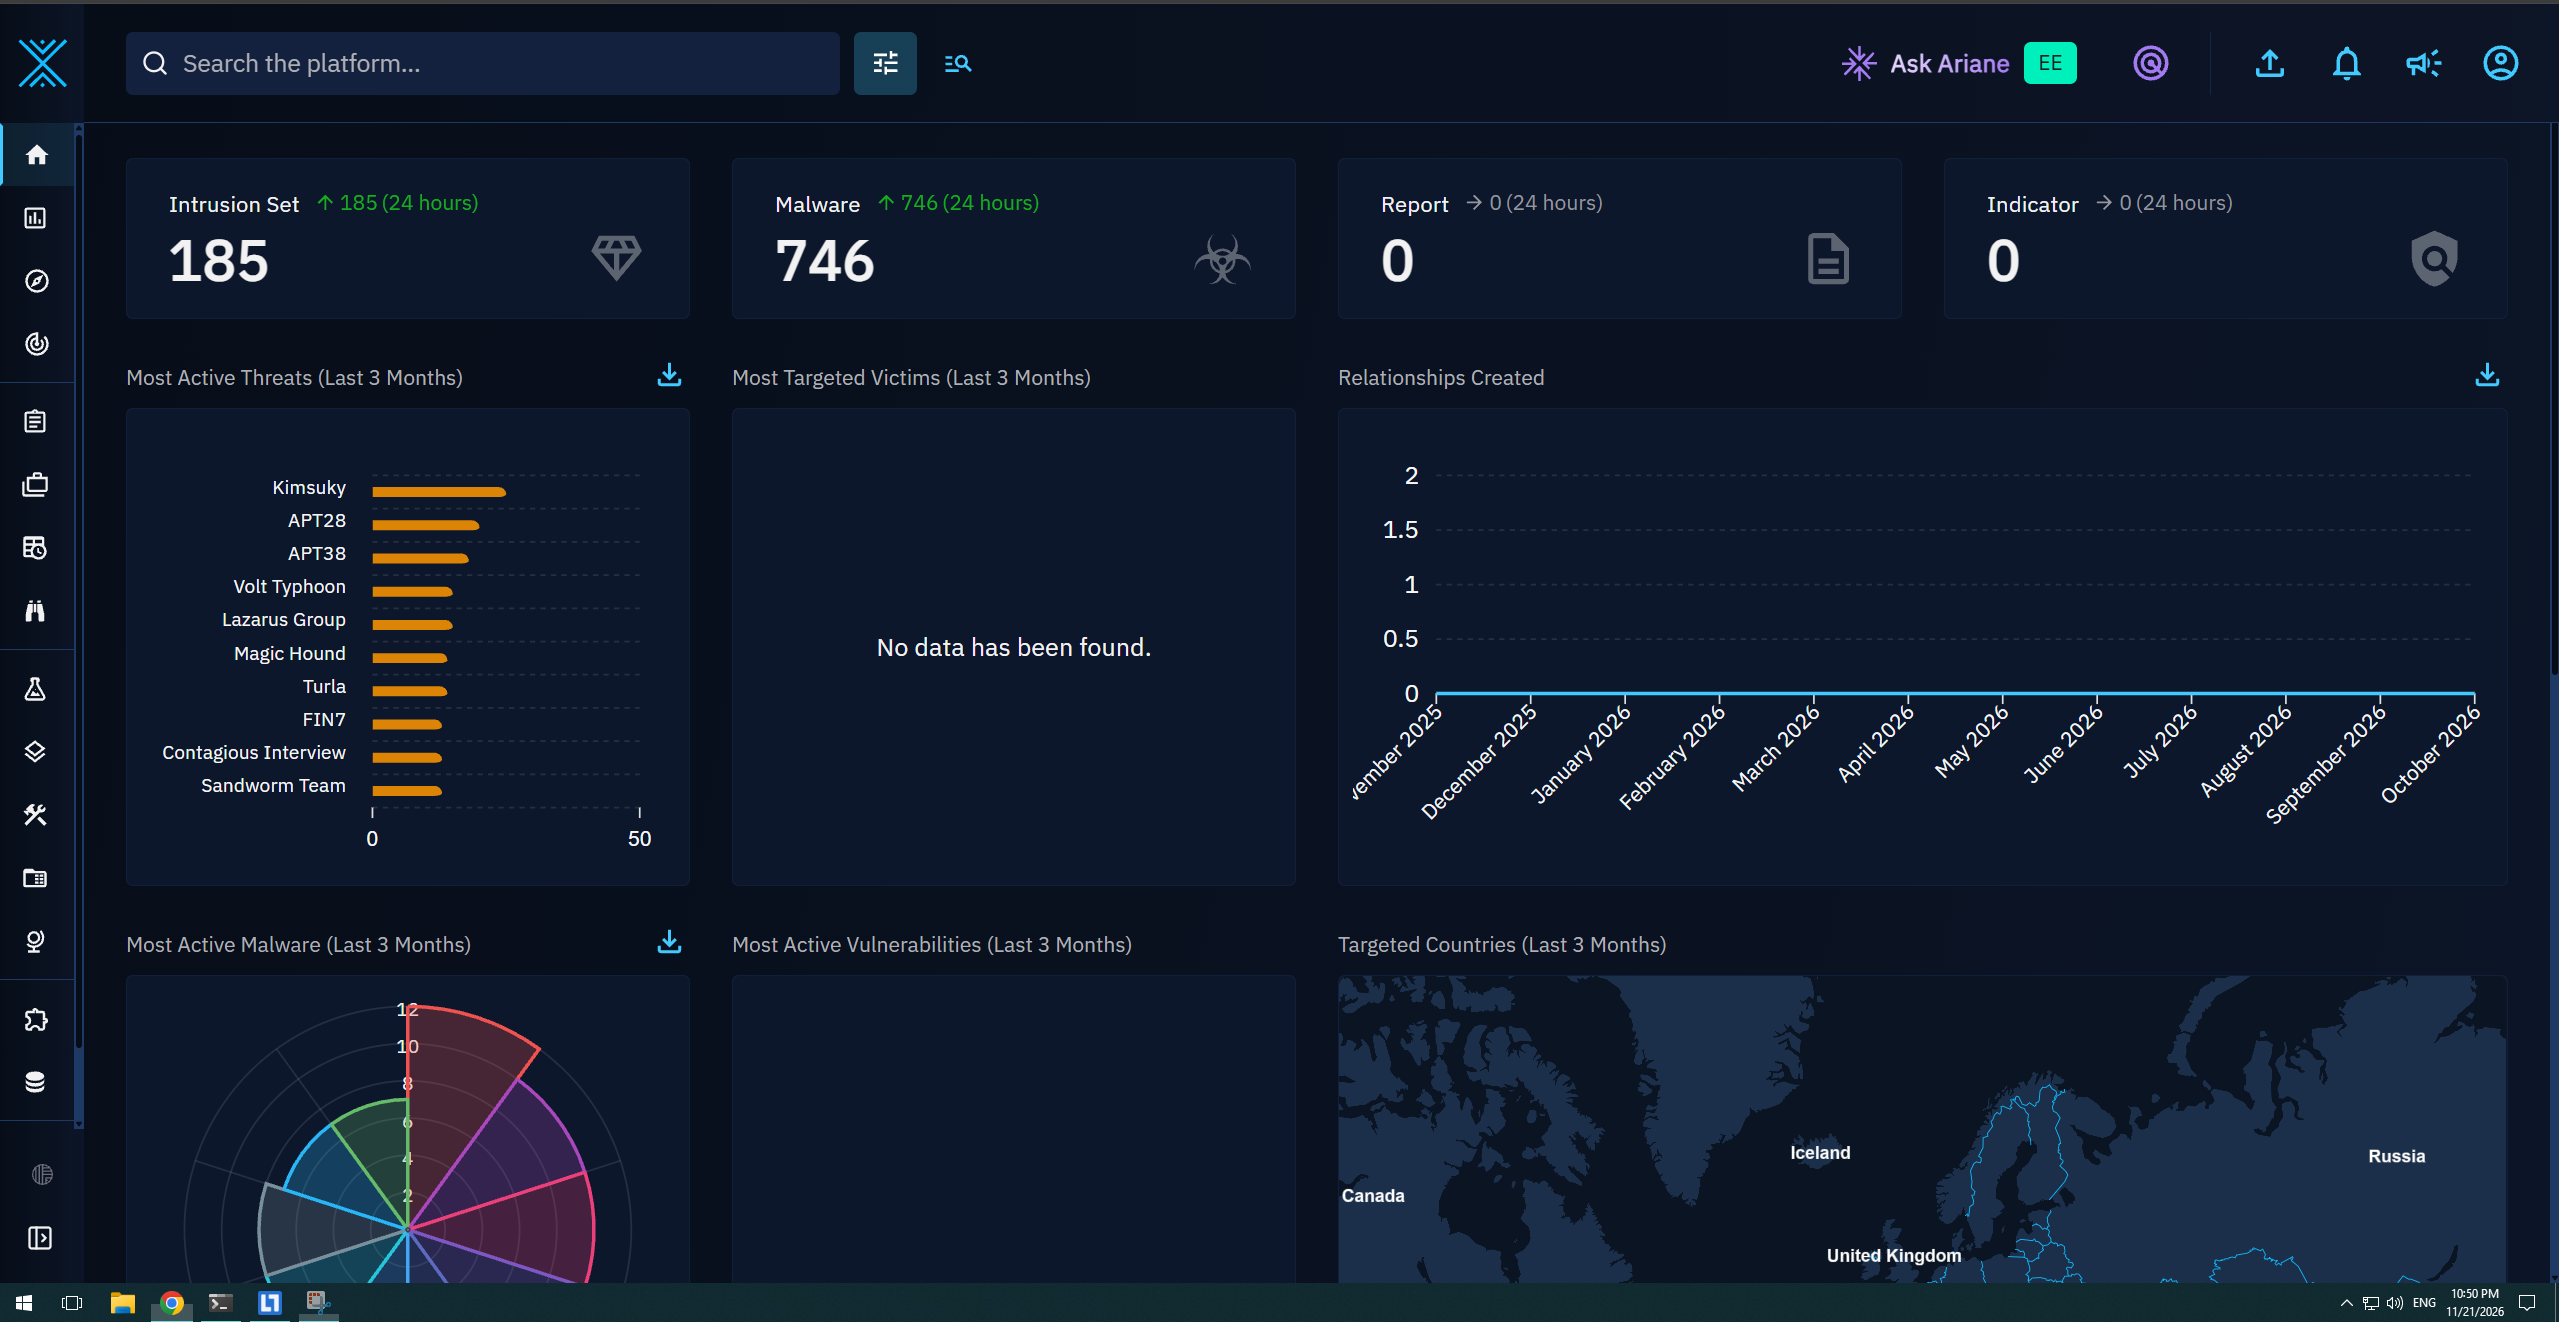 Search the platform...
Ask Ariane EE
Intrusion Set 185 (24 hours)
185
Malware 746 (24 hours)
746
Report 0 (24 hours)
0
Indicator 0 (24 hours)
0
Most Active Threats (Last 3 Months)
Kimsuky
APT28
APT38
Volt Typhoon
Lazarus Group
Magic Hound
Turla
FIN7
Contagious Interview
Sandworm Team
0 50
Most Targeted Victims (Last 3 Months)
No data has been found.
Relationships Created
2
1.5
1
0.5
0
vember 2025
December 2025
January 2026
February 2026
March 2026
April 2026
May 2026
June 2026
July 2026
August 2026
September 2026
October 2026
Most Active Malware (Last 3 Months)
12
10
8
6
4
2
Most Active Vulnerabilities (Last 3 Months)
Targeted Countries (Last 3 Months)
Iceland
Russia
Canada
United Kingdom
ENG
10:50 PM
11/21/2026